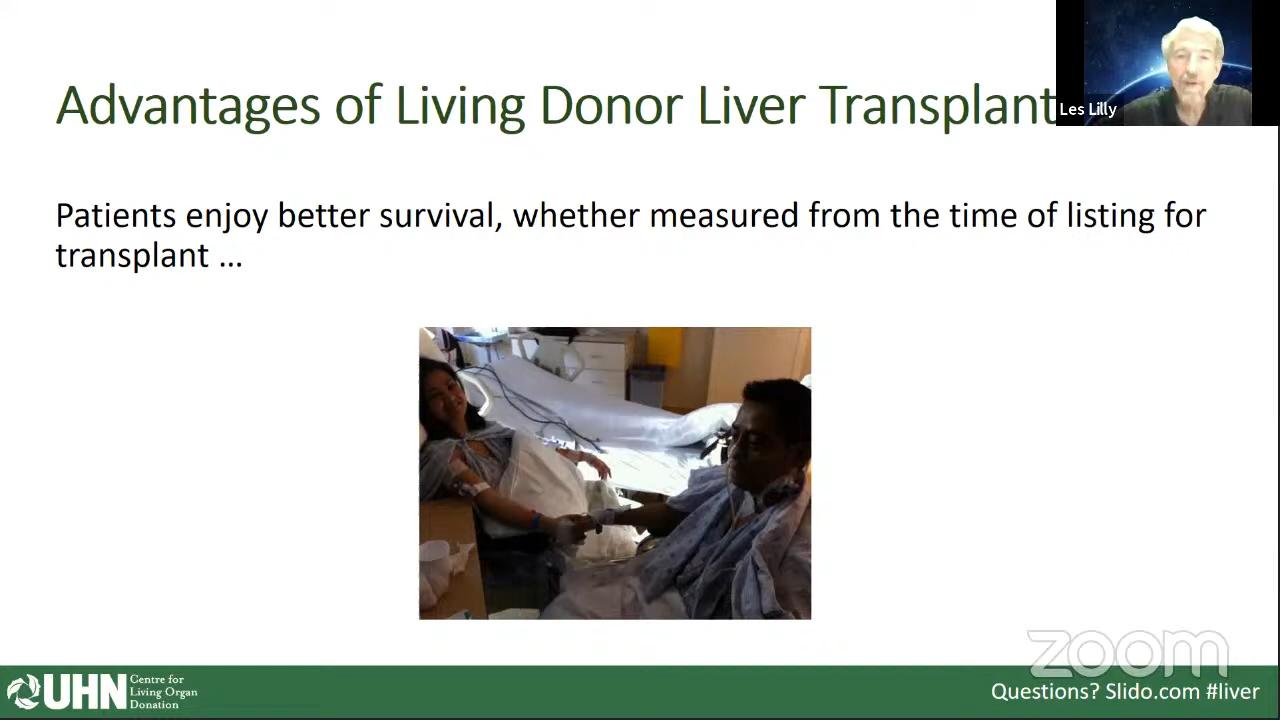 Advantages of Living Donor Liver Transplant
Les Lilly
Patients enjoy better survival, whether measured from the time of listing for
transplant ...
zoom
UHN
Centre for
Living Organ
Donation
Questions? Slido.com #liver